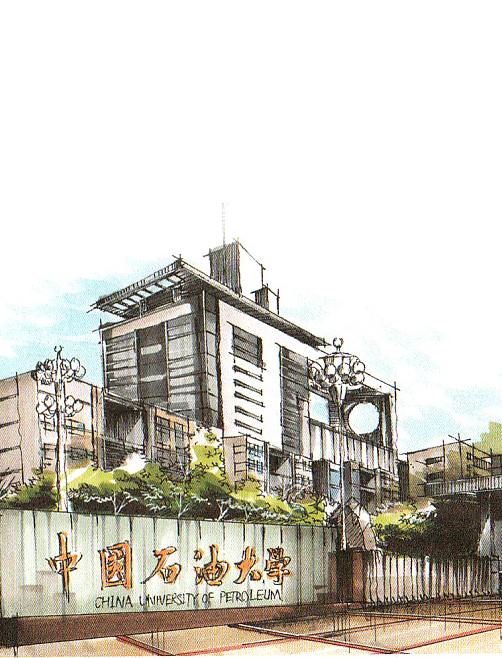 中國石油大學
CHINA UNIVERSITY OF PETROLEUM